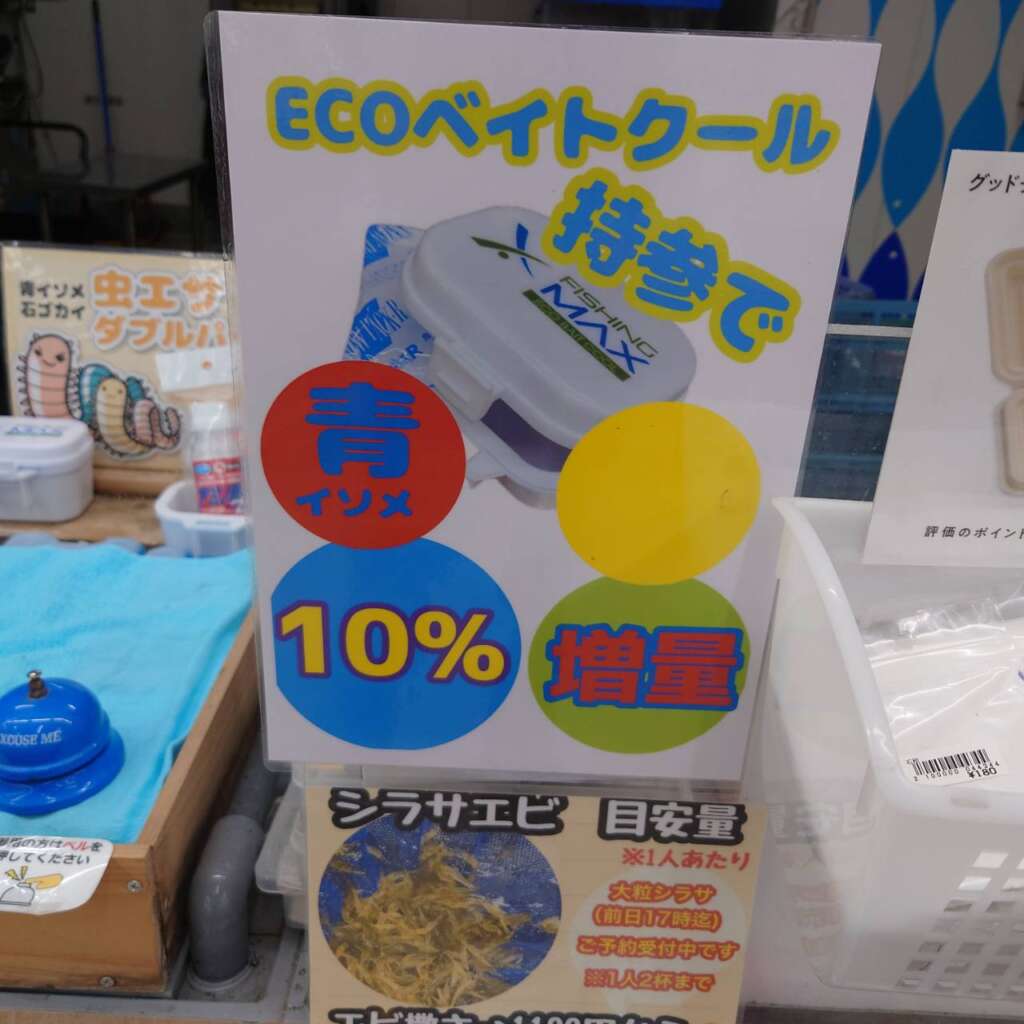 ECOベイトクール
持参で
FISHING
MAX
青
イソメ
10%
増量
青イソメ
石ゴカイ
虫エサ
ダブルパ
XCUSE ME
ベルを
押してください
シラサエビ 目安量
※1人あたり
大粒シラサ
(前日17時迄)
ご予約受付中です
※1人2杯まで
グッド
評価のポイント
2 100000 044344
¥180